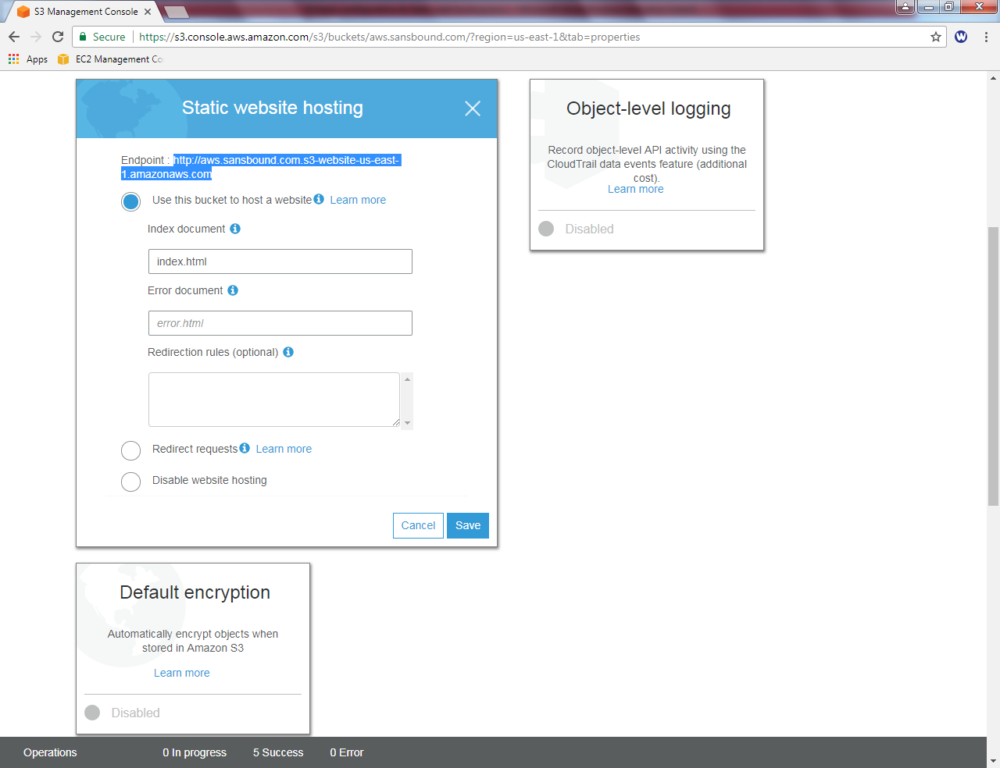 S3 Management Console
Secure
https://s3.console.aws.amazon.com/s3/buckets/aws.sansbound.com/?region=us-east-1&tab=properties
W
Apps
EC2 Management Co
Static website hosting
Endpoint : http://aws.sansbound.com.s3-website-us-east-
1.amazonaws.com
Use this bucket to host a website Learn more
Index document
index.html
Error document
error.html
Redirection rules (optional)
Redirect requests Learn more
Disable website hosting
Cancel
Save
Object-level logging
Record object-level API activity using the
CloudTrail data events feature (additional
cost).
Learn more
Disabled
Default encryption
Automatically encrypt objects when
stored in Amazon S3
Learn more
Disabled
Operations
0 In progress
5 Success
0 Error